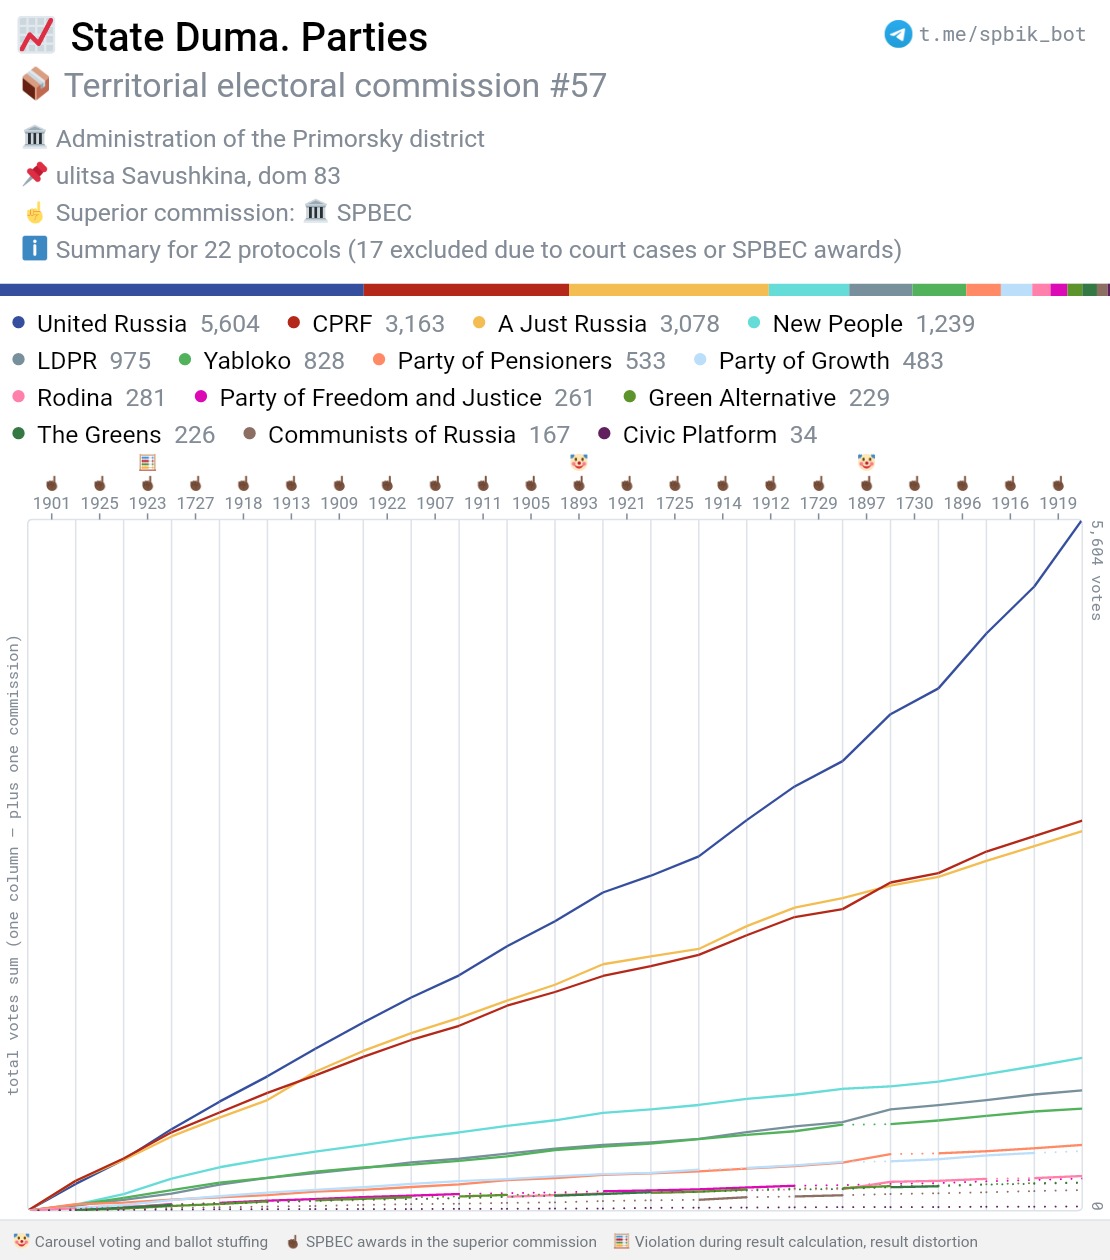 State Duma. Parties
t.me/spbik_bot
Territorial electoral commission #57
Administration of the Primorsky district
ulitsa Savushkina, dom 83
Superior commission: SPBEC
Summary for 22 protocols (17 excluded due to court cases or SPBEC awards)
United Russia 5,604 CPRF 3,163 A Just Russia 3,078 New People 1,239
LDPR 975 Yabloko 828 Party of Pensioners 533 Party of Growth 483
Rodina 281 Party of Freedom and Justice 261 Green Alternative 229
The Greens 226 Communists of Russia 167 Civic Platform 34
1901 1925 1923 1727 1918 1913 1909 1922 1907 1911 1905 1893 1921 1725 1914 1912 1729 1897 1730 1896 1916 1919
5,604 votes
total votes sum (one column — plus one commission)
0
Carousel voting and ballot stuffing SPBEC awards in the superior commission Violation during result calculation, result distortion